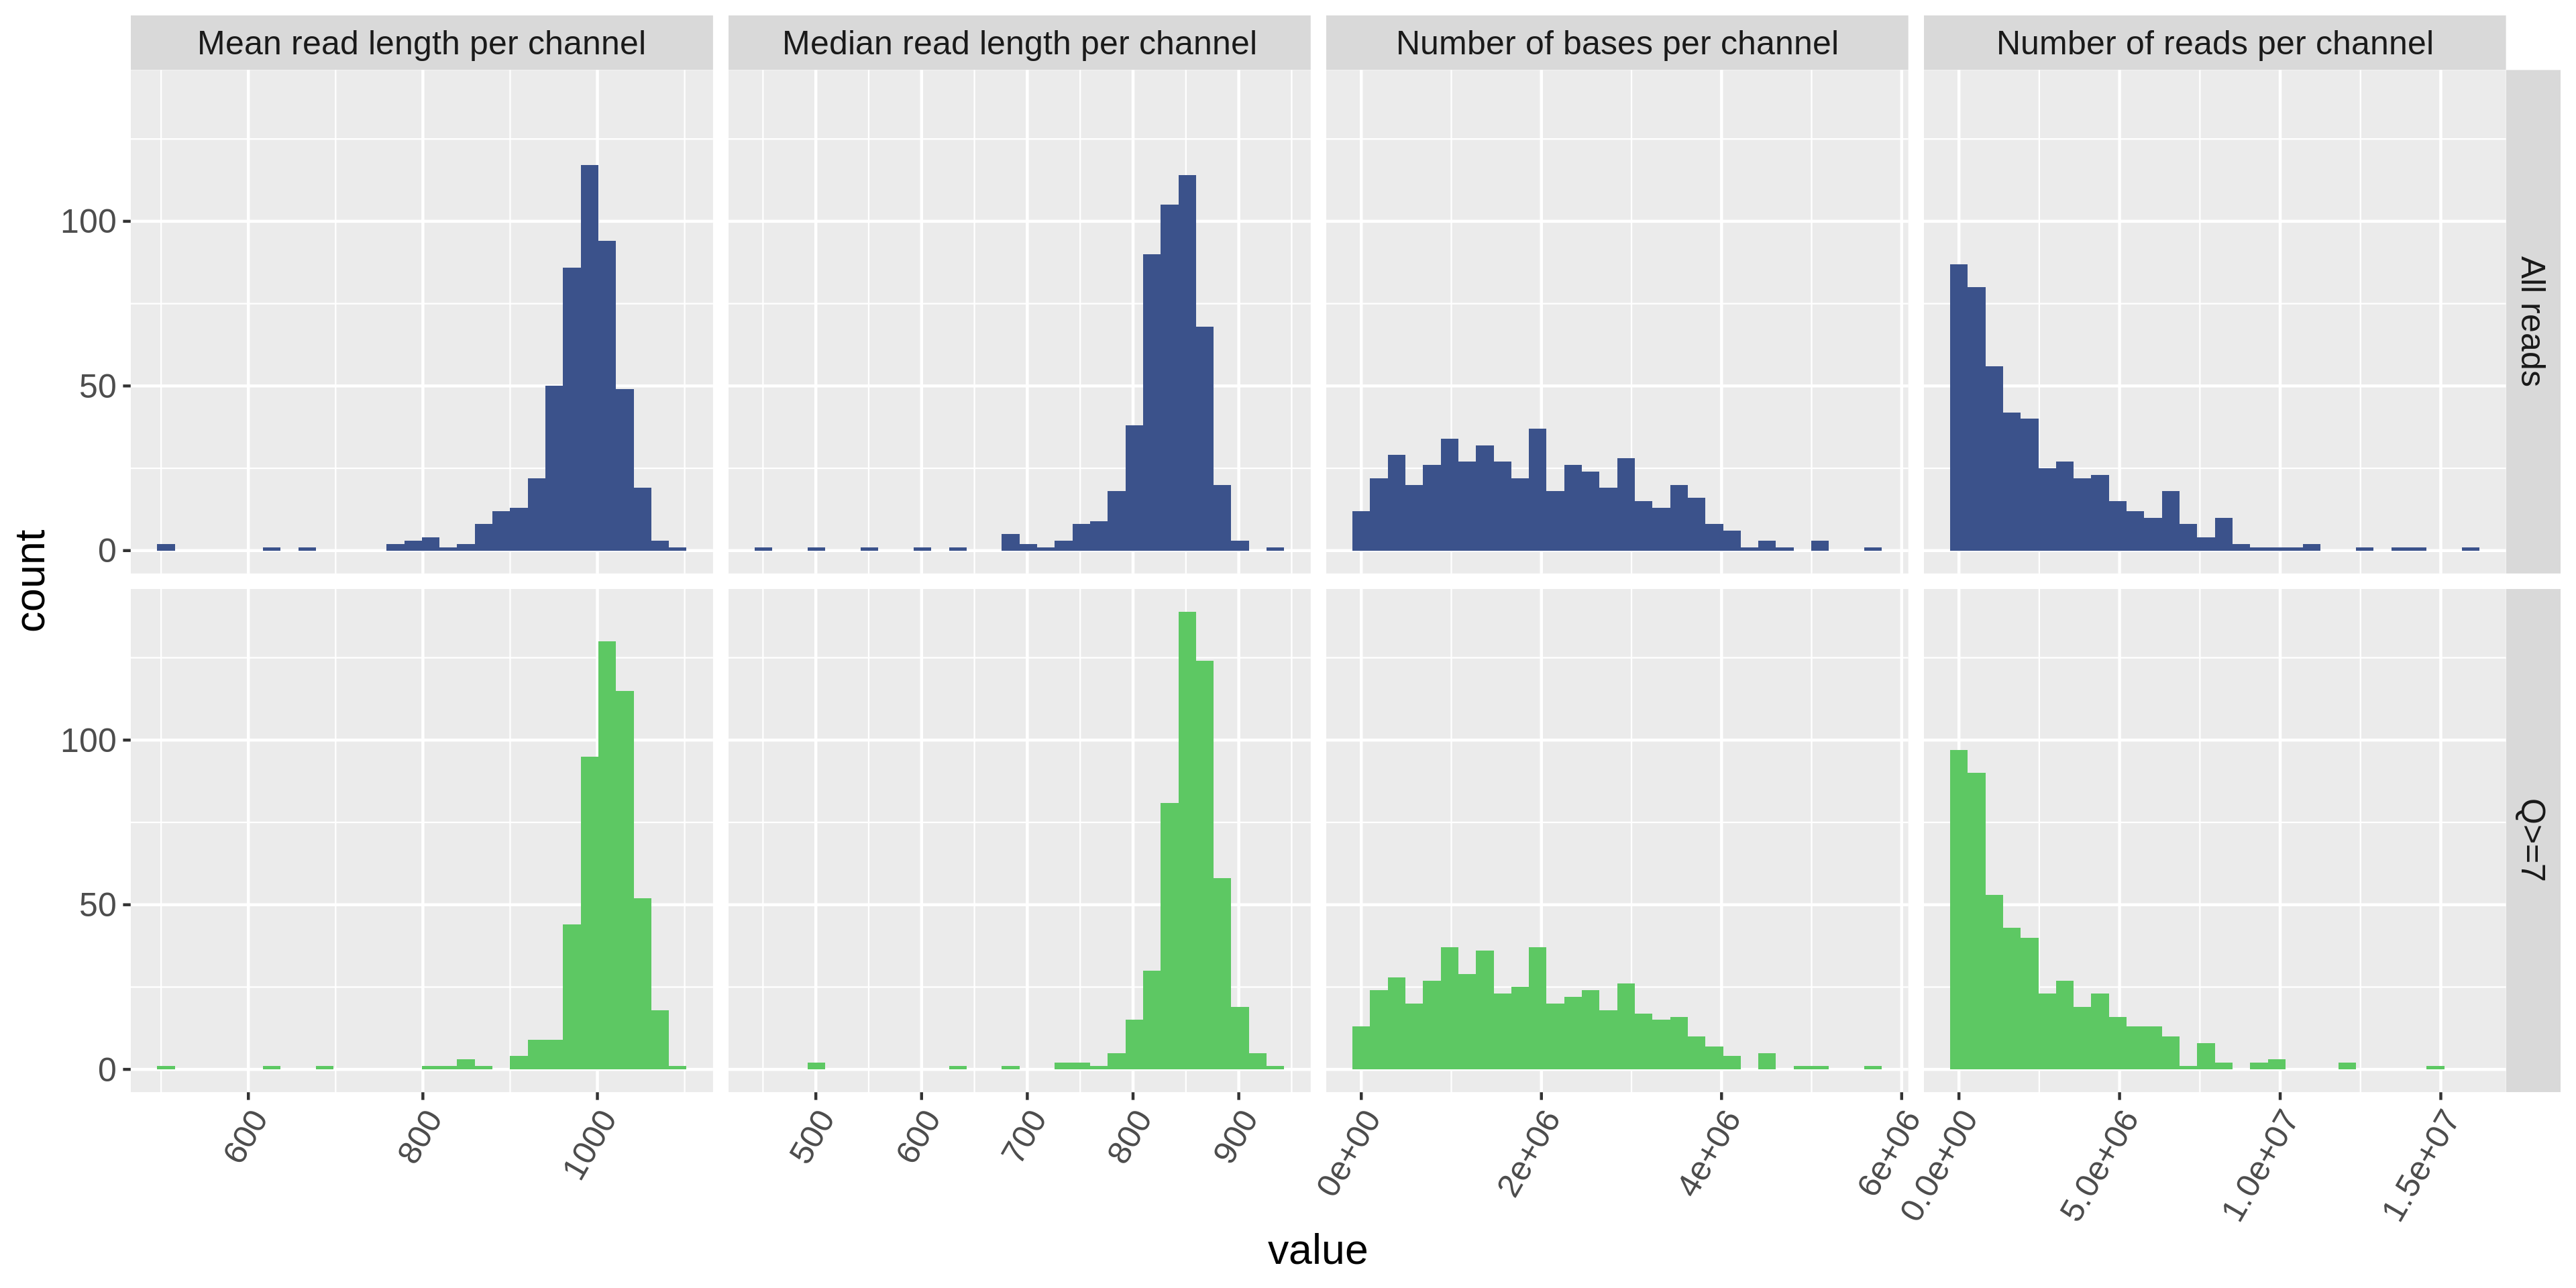 Mean read length per channel
Median read length per channel
Number of bases per channel
Number of reads per channel
All reads
Q>=7
count
100
50
0
100
50
0
600
800
1000
500
600
700
800
900
0e+00
2e+06
4e+06
6e+06
0.0e+00
5.0e+06
1.0e+07
1.5e+07
value